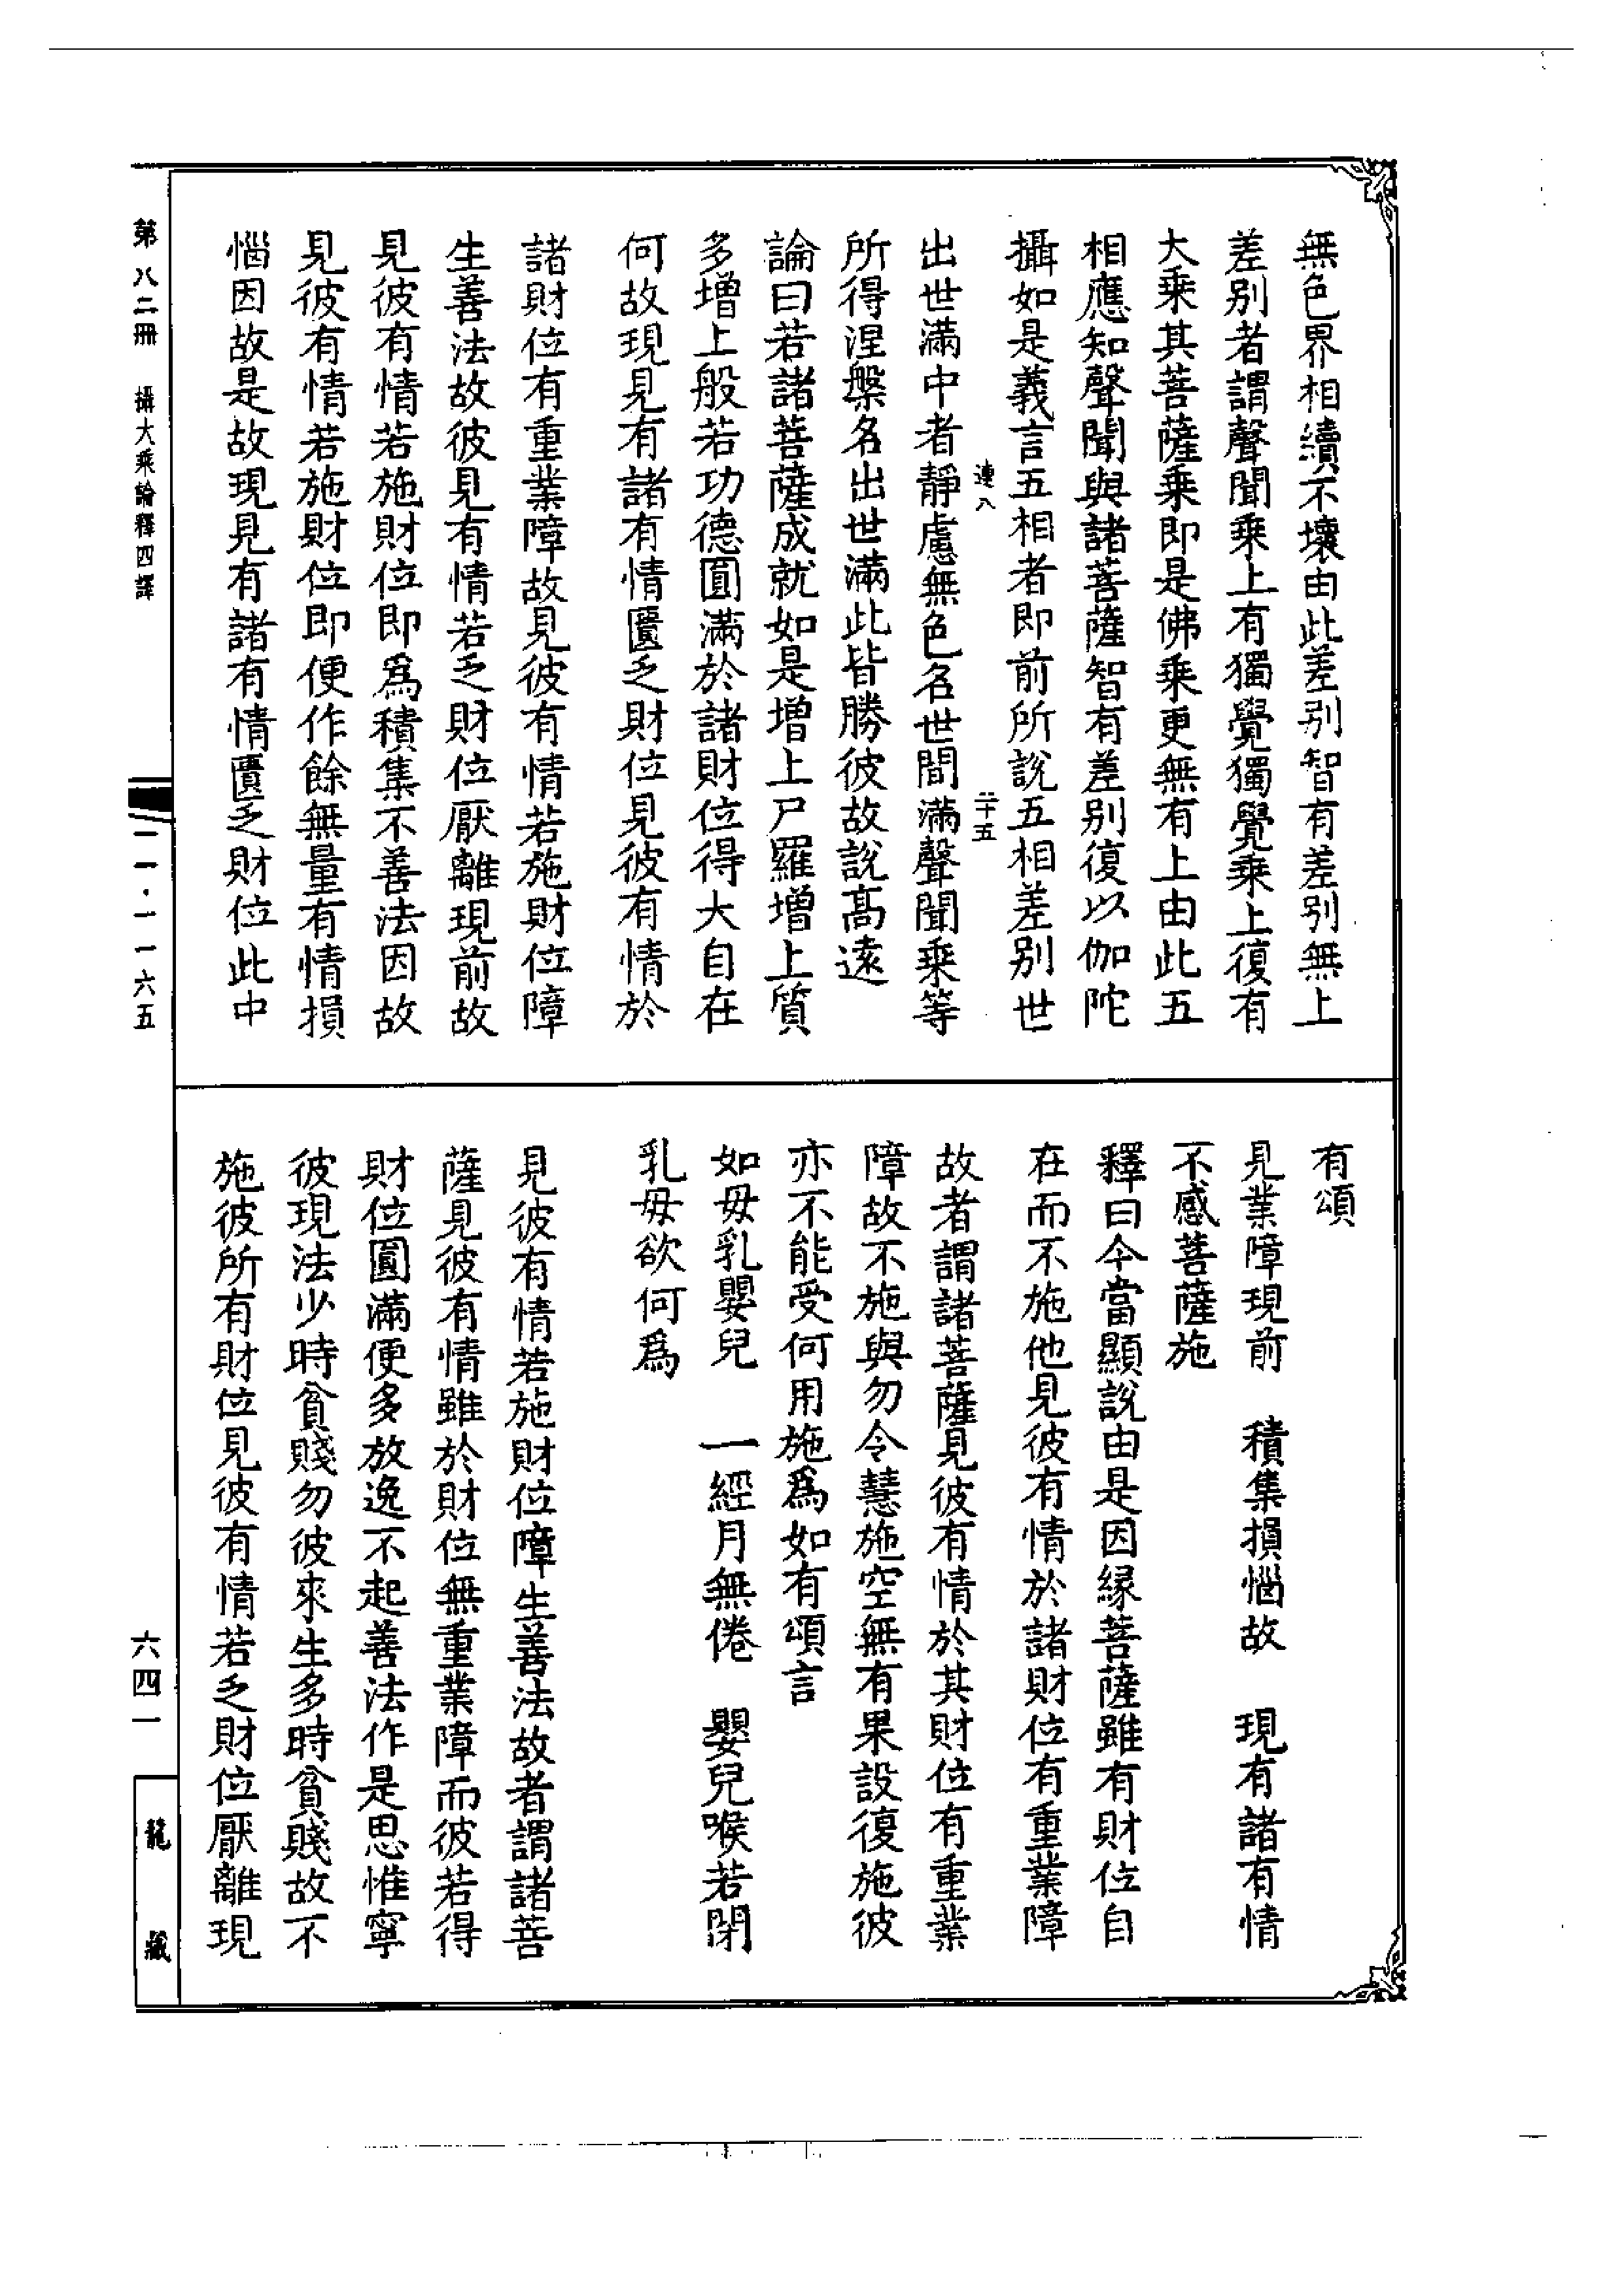 無色界相續不壞由此差別智有差別無上
差別者謂聲聞乘上有獨覺獨覺乘上復有
大乘其菩薩乘即是佛乘更無有上由此五
相應知聲聞與諸菩薩智有差別復以伽陀
攝如是義言五相者即前所說五相差別世
連八 二十五
出世滿中者靜慮無色名世間滿聲聞乘等
所得涅槃名出世滿此皆勝彼故說高遠
論曰若諸菩薩成就如是增上尸羅增上質
多增上般若功德圓滿於諸財位得大自在
何故現見有諸有情匱乏財位見彼有情於
諸財位有重業障故見彼有情若施財位障
生善法故彼見有情若乏財位厭離現前故
見彼有情若施財位即爲積集不善法因故
見彼有情若施財位即便作餘無量有情損
惱因故是故現見有諸有情匱乏財位此中
有頌
見業障現前 積集損惱故 現有諸有情
不感菩薩施
釋曰今當顯說由是因緣菩薩雖有財位自
在而不施他見彼有情於諸財位有重業障
故者謂諸菩薩見彼有情於其財位有重業
障故不施與勿令慧施空無有果設復施彼
亦不能受何用施爲如有頌言
如毋乳嬰兒 一經月無倦 嬰兒喉若閉
乳毋欲何爲
見彼有情若施財位障生善法故者謂諸菩
薩見彼有情雖於財位無重業障而彼若得
財位圓滿便多放逸不起善法作是思惟寧
彼現法少時貧賤勿彼來生多時貧賤故不
施彼所有財位見彼有情若乏財位厭離現
第八二冊 攝大乘論釋四譯
一一·一一六五
六四一
龍藏